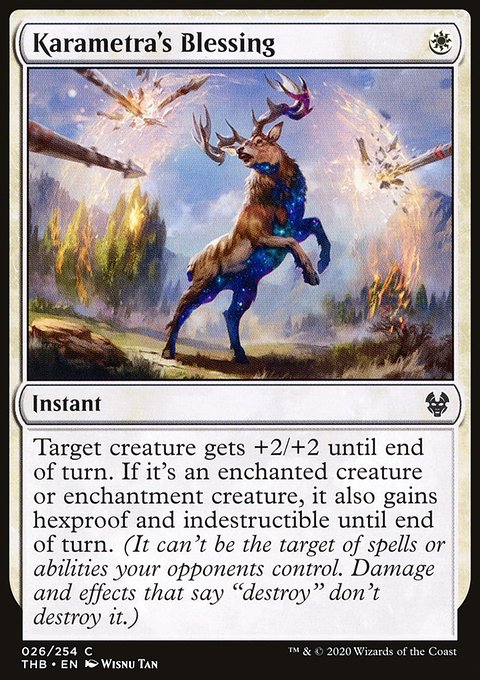 Karametra's Blessing
Instant
Target creature gets +2/+2 until end
of turn. If it's an enchanted creature
or enchantment creature, it also gains
hexproof and indestructible until end
of turn. (It can't be the target of spells or
abilities your opponents control. Damage
and effects that say “destroy” don't
destroy it.)
026/254 C
THB • EN Wisnu Tan
™ & © 2020 Wizards of the Coast